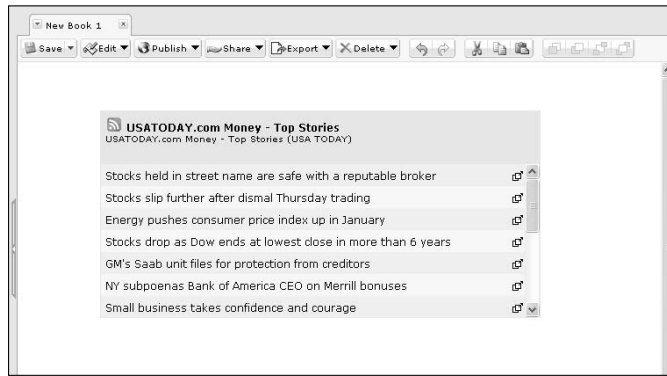 New Book 1
Save Edit Publish Share Export Delete
USATODAY.com Money - Top Stories
USATODAY.com Money - Top Stories (USA TODAY)
Stocks held in street name are safe with a reputable broker
Stocks slip further after dismal Thursday trading
Energy pushes consumer price index up in January
Stocks drop as Dow ends at lowest close in more than 6 years
GM's Saab unit files for protection from creditors
NY subpoenas Bank of America CEO on Merrill bonuses
Small business takes confidence and courage